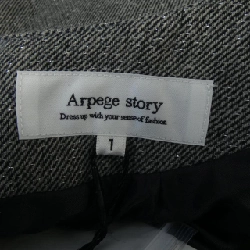 Arpege story
Dress up with your sense of fashion.
1